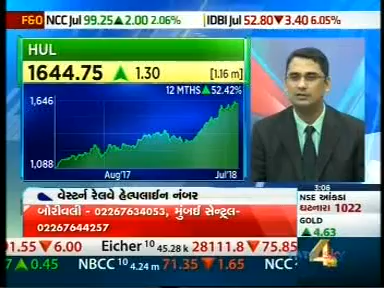 F&O NCC Jul 99.25 ▲ 2.00 2.06% IDBI Jul 52.80 ▼ 3.40 6.05%
HUL
1644.75 ▲ 1.30 [1.16 m]
12 MTHS ▲ 52.42%
1,646
1,088
Aug'17 Jul'18
વેસ્ટર્ન રેલવે હેલ્પલાઈન નંબર
બોરીવલી - 02267634053, મુંબઈ સેન્ટ્રલ-
02267644257
3:06
NSE આંકડા
ઘટનારા 1022
GOLD
▲ 4.63
01.55 ▼ 6.00 Eicher 10 45.28 k 28111.8 ▼ 75.85
7 ▲ 0.45 NBCC 10 4.24 m 71.35 ▼ 1.65 NCC